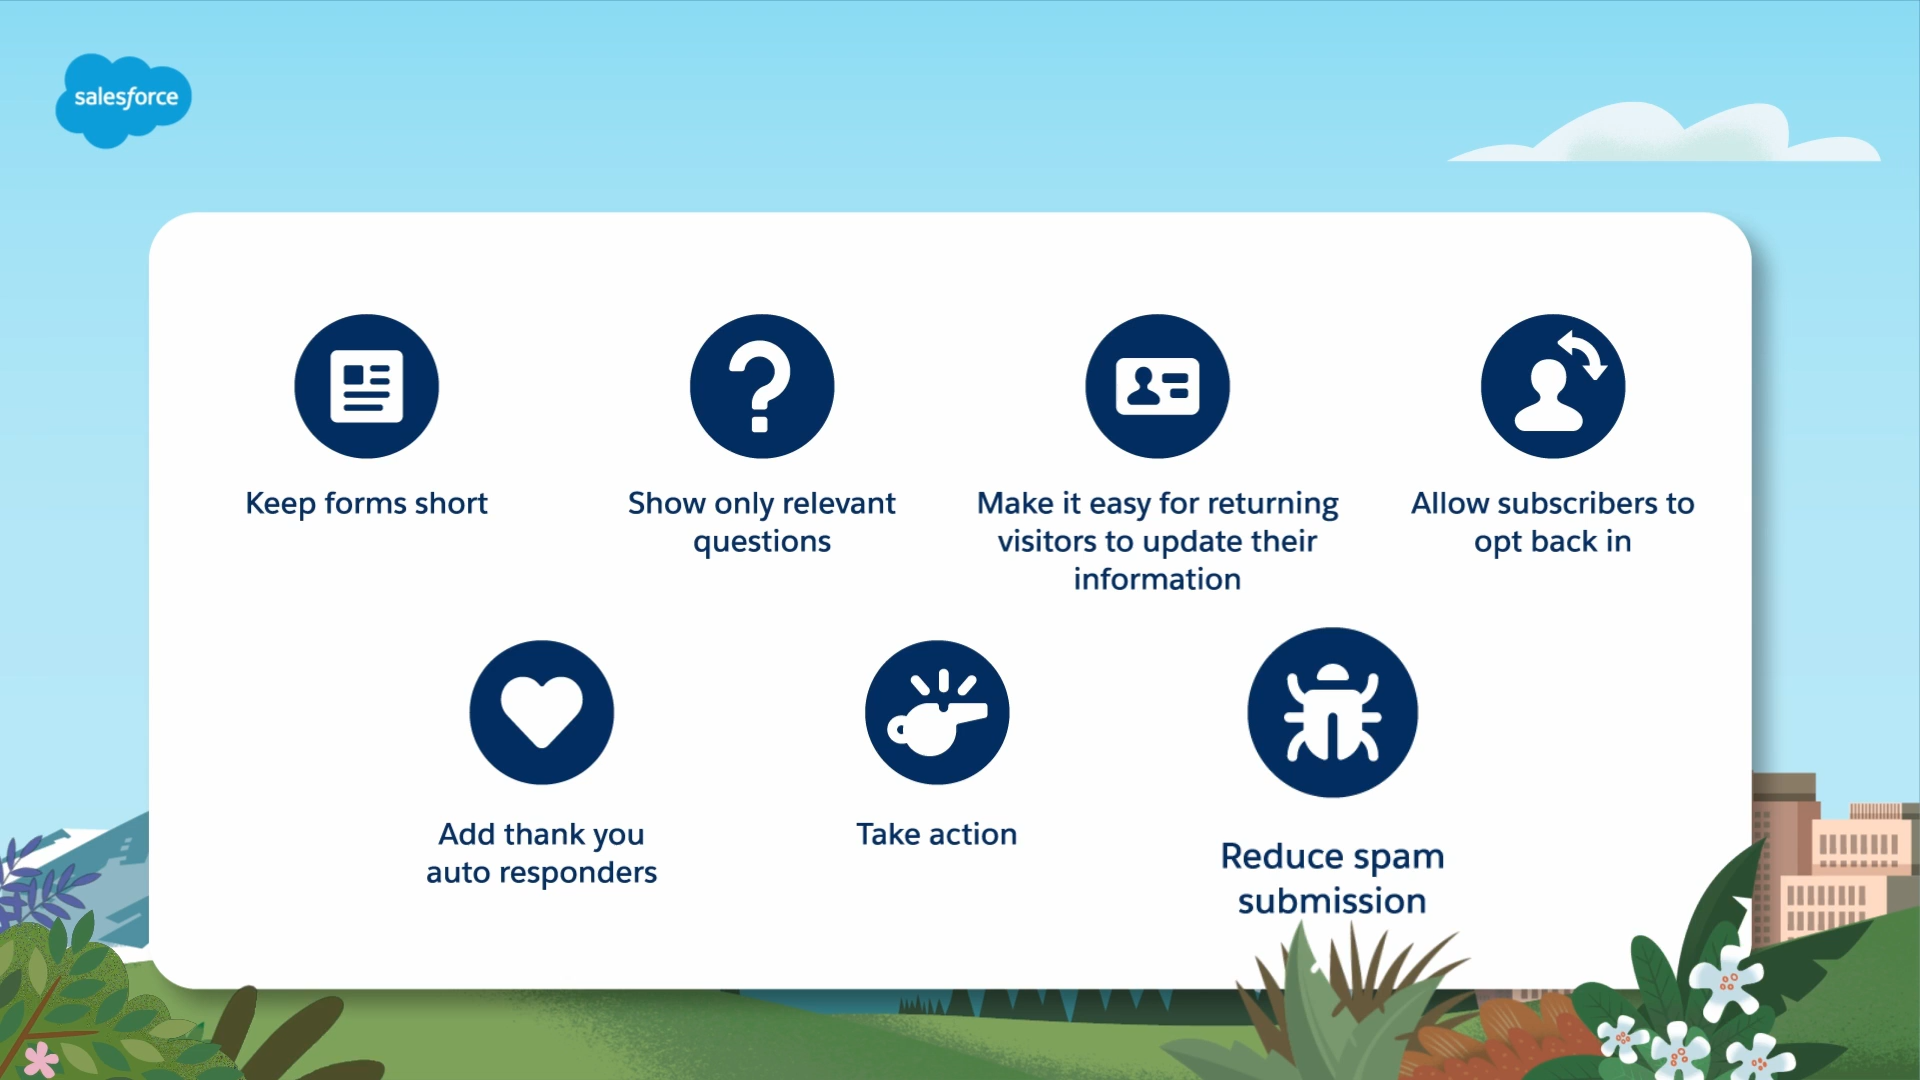 salesforce
Keep forms short
Show only relevant
questions
Make it easy for returning
visitors to update their
information
Allow subscribers to
opt back in
Add thank you
auto responders
Take action
Reduce spam
submission